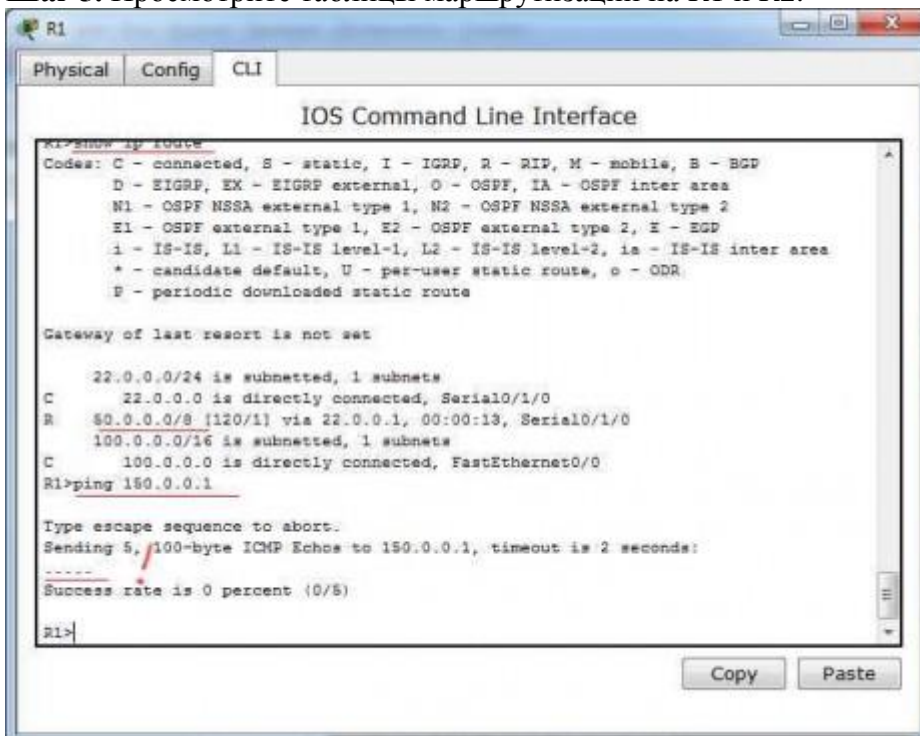 Шаг 3. Просмотрите таблицы маршрутизации на R1 и R2.
R1
Physical Config CLI
IOS Command Line Interface
R1>show ip route
Codes: C - connected, S - static, I - IGRP, R - RIP, M - mobile, B - BGP
D - EIGRP, EX - EIGRP external, O - OSPF, IA - OSPF inter area
N1 - OSPF NSSA external type 1, N2 - OSPF NSSA external type 2
E1 - OSPF external type 1, E2 - OSPF external type 2, E - EGP
i - IS-IS, L1 - IS-IS level-1, L2 - IS-IS level-2, ia - IS-IS inter area
* - candidate default, U - per-user static route, o - ODR
P - periodic downloaded static route
Gateway of last resort is not set
22.0.0.0/24 is subnetted, 1 subnets
C 22.0.0.0 is directly connected, Serial0/1/0
R 50.0.0.0/8 [120/1] via 22.0.0.1, 00:00:13, Serial0/1/0
100.0.0.0/16 is subnetted, 1 subnets
C 100.0.0.0 is directly connected, FastEthernet0/0
R1>ping 150.0.0.1
Type escape sequence to abort.
Sending 5, 100-byte ICMP Echos to 150.0.0.1, timeout is 2 seconds:
.....
Success rate is 0 percent (0/5)
R1>
Copy Paste